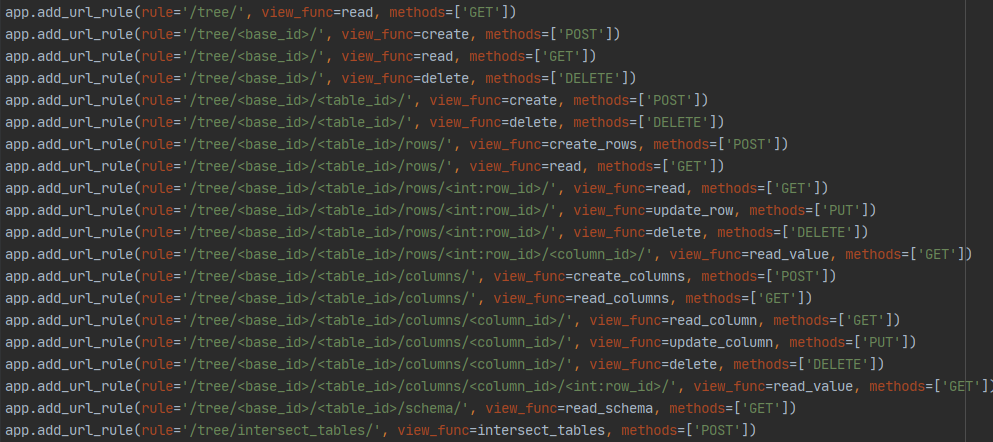 app.add_url_rule(rule='/tree/', view_func=read, methods=['GET'])
app.add_url_rule(rule='/tree/<base_id>/', view_func=create, methods=['POST'])
app.add_url_rule(rule='/tree/<base_id>/', view_func=read, methods=['GET'])
app.add_url_rule(rule='/tree/<base_id>/', view_func=delete, methods=['DELETE'])
app.add_url_rule(rule='/tree/<base_id>/<table_id>/', view_func=create, methods=['POST'])
app.add_url_rule(rule='/tree/<base_id>/<table_id>/', view_func=delete, methods=['DELETE'])
app.add_url_rule(rule='/tree/<base_id>/<table_id>/rows/', view_func=create_rows, methods=['POST'])
app.add_url_rule(rule='/tree/<base_id>/<table_id>/rows/', view_func=read, methods=['GET'])
app.add_url_rule(rule='/tree/<base_id>/<table_id>/rows/<int:row_id>/', view_func=read, methods=['GET'])
app.add_url_rule(rule='/tree/<base_id>/<table_id>/rows/<int:row_id>/', view_func=update_row, methods=['PUT'])
app.add_url_rule(rule='/tree/<base_id>/<table_id>/rows/<int:row_id>/', view_func=delete, methods=['DELETE'])
app.add_url_rule(rule='/tree/<base_id>/<table_id>/rows/<int:row_id>/<column_id>/', view_func=read_value, methods=['GET'])
app.add_url_rule(rule='/tree/<base_id>/<table_id>/columns/', view_func=create_columns, methods=['POST'])
app.add_url_rule(rule='/tree/<base_id>/<table_id>/columns/', view_func=read_columns, methods=['GET'])
app.add_url_rule(rule='/tree/<base_id>/<table_id>/columns/<column_id>/', view_func=read_column, methods=['GET'])
app.add_url_rule(rule='/tree/<base_id>/<table_id>/columns/<column_id>/', view_func=update_column, methods=['PUT'])
app.add_url_rule(rule='/tree/<base_id>/<table_id>/columns/<column_id>/', view_func=delete, methods=['DELETE'])
app.add_url_rule(rule='/tree/<base_id>/<table_id>/columns/<column_id>/<int:row_id>/', view_func=read_value, methods=['GET'])
app.add_url_rule(rule='/tree/<base_id>/<table_id>/schema/', view_func=read_schema, methods=['GET'])
app.add_url_rule(rule='/tree/intersect_tables/', view_func=intersect_tables, methods=['POST'])